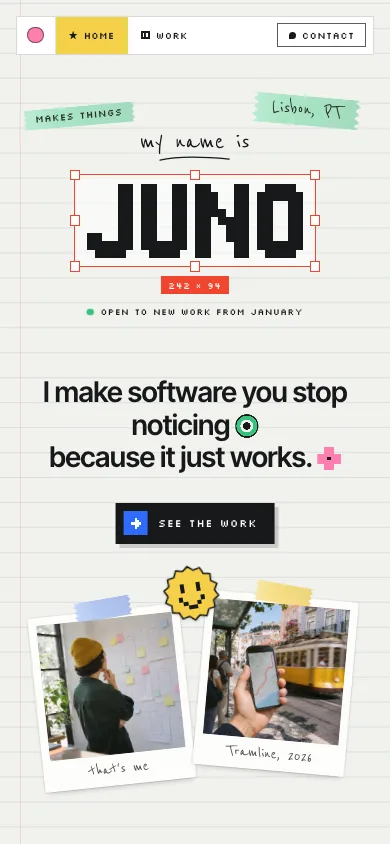 HOME
WORK
CONTACT
MAKES THINGS
Lisbon, PT
my name is
JUNO
242 × 94
OPEN TO NEW WORK FROM JANUARY
I make software you stop
noticing
because it just works.
SEE THE WORK
that's me
Tramline, 2026